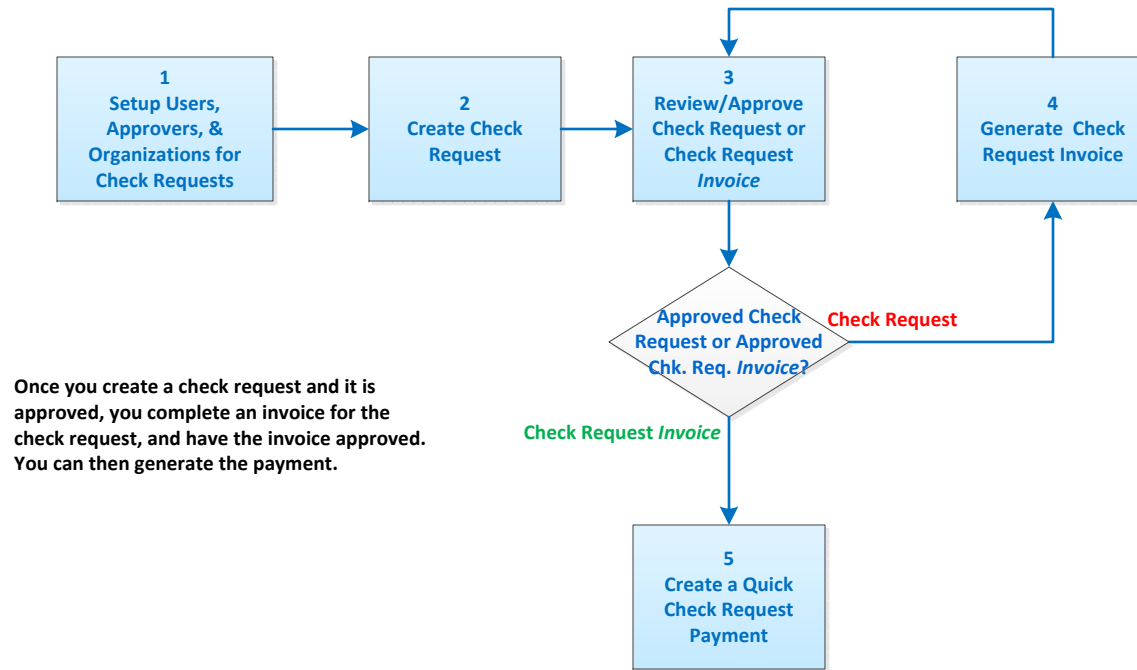 1
Setup Users,
Approvers, &
Organizations for
Check Requests
2
Create Check
Request
3
Review/Approve
Check Request or
Check Request
Invoice
4
Generate  Check
Request Invoice
Approved Check
Request or Approved
Chk. Req. Invoice?
Check Request
Once you create a check request and it is
approved, you complete an invoice for the
check request, and have the invoice approved.
You can then generate the payment.
Check Request Invoice
5
Create a Quick
Check Request
Payment